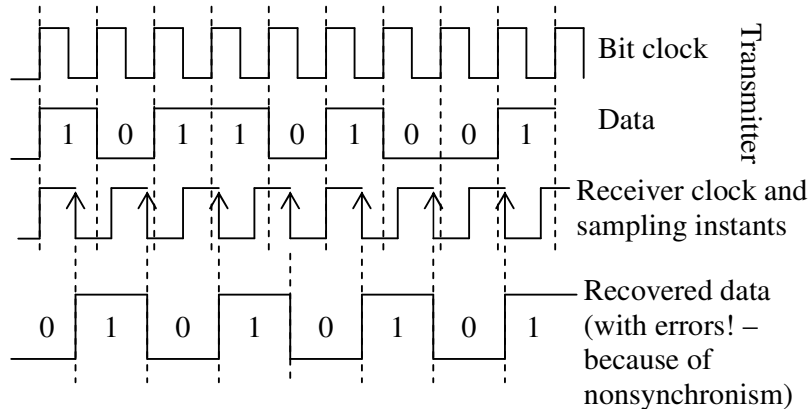 Bit clock
Transmitter
1 0 1 1 0 1 0 0 1
Data
Receiver clock and
sampling instants
0 1 0 1 0 1 0 1
Recovered data
(with errors! –
because of
nonsynchronism)